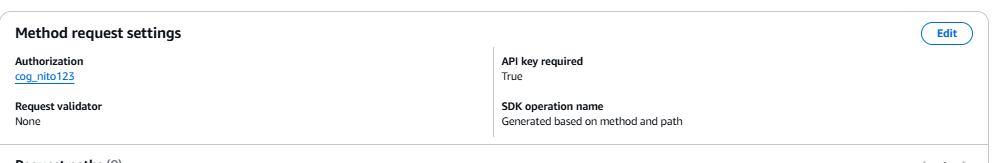 Method request settings
Edit
Authorization
cog_nito123
API key required
True
Request validator
None
SDK operation name
Generated based on method and path